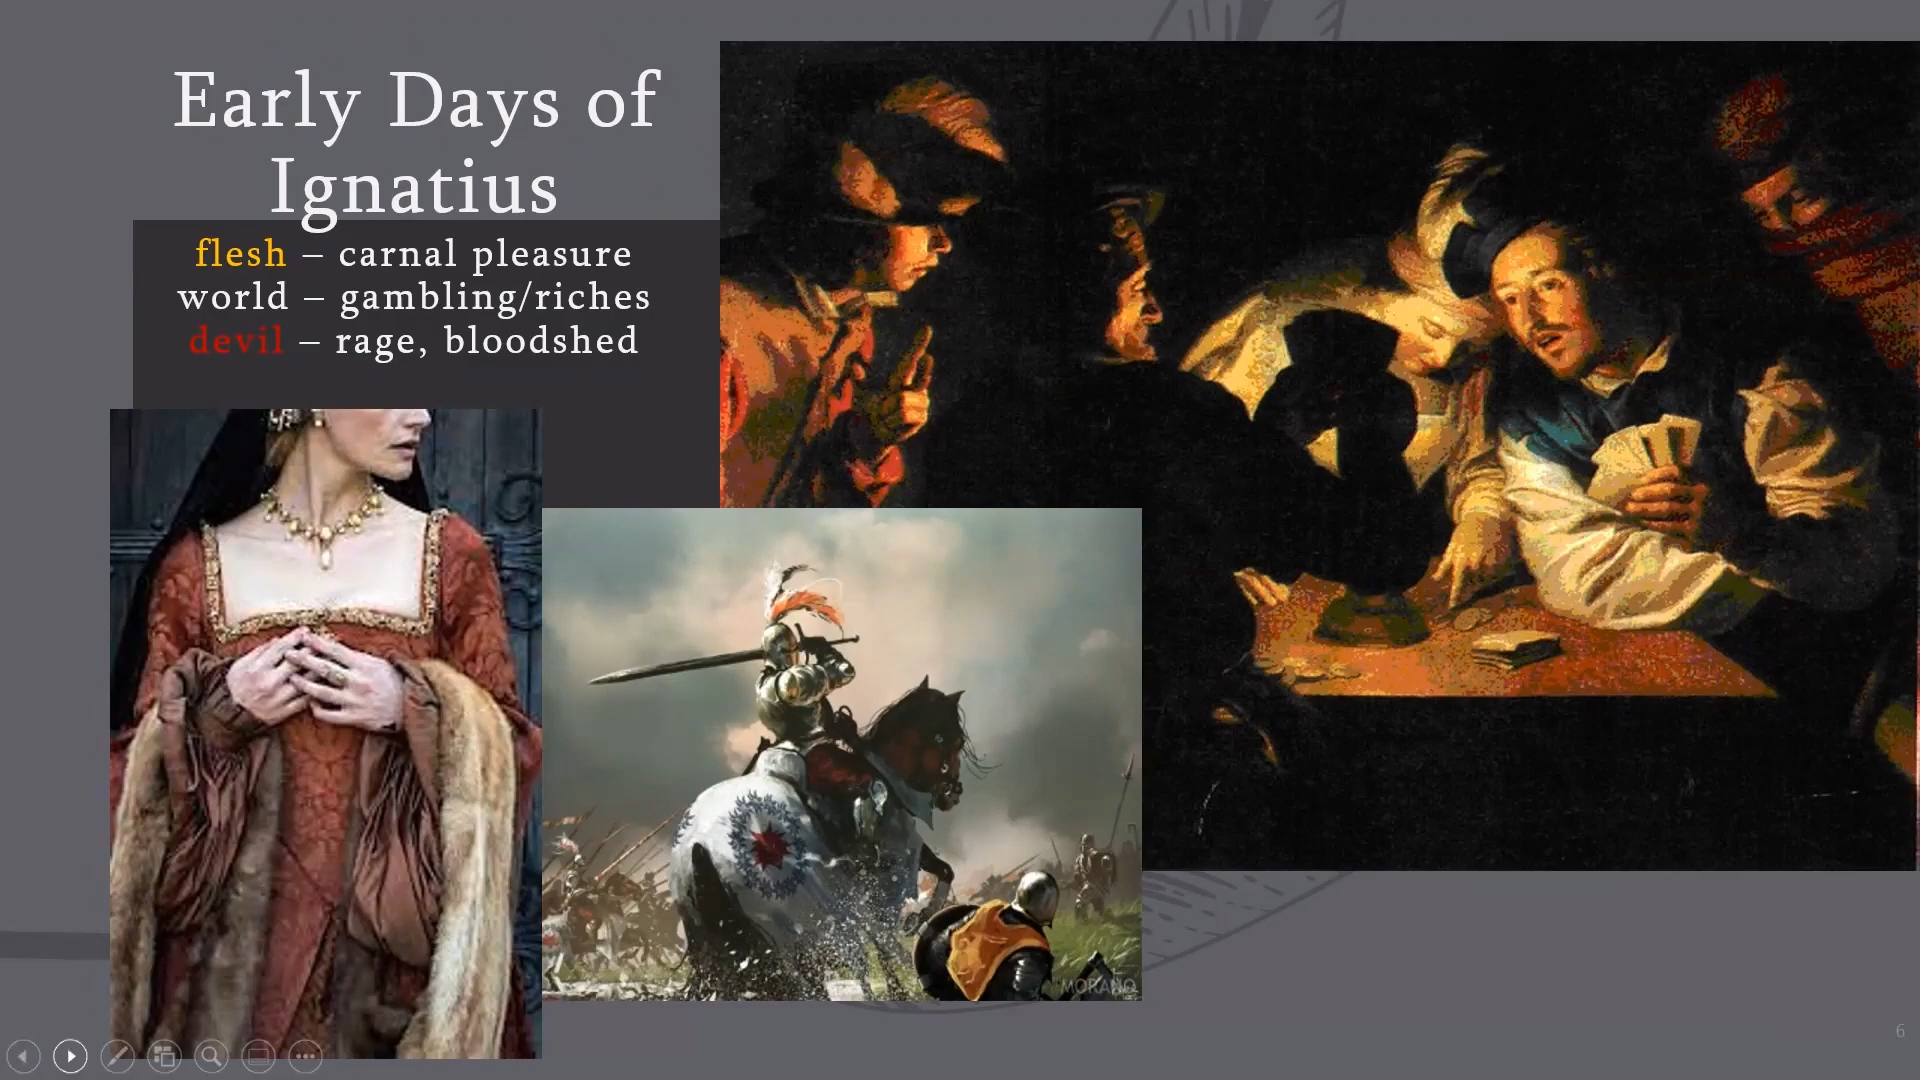 Early Days of
Ignatius
flesh – carnal pleasure
world – gambling/riches
devil – rage, bloodshed
MORANO
6